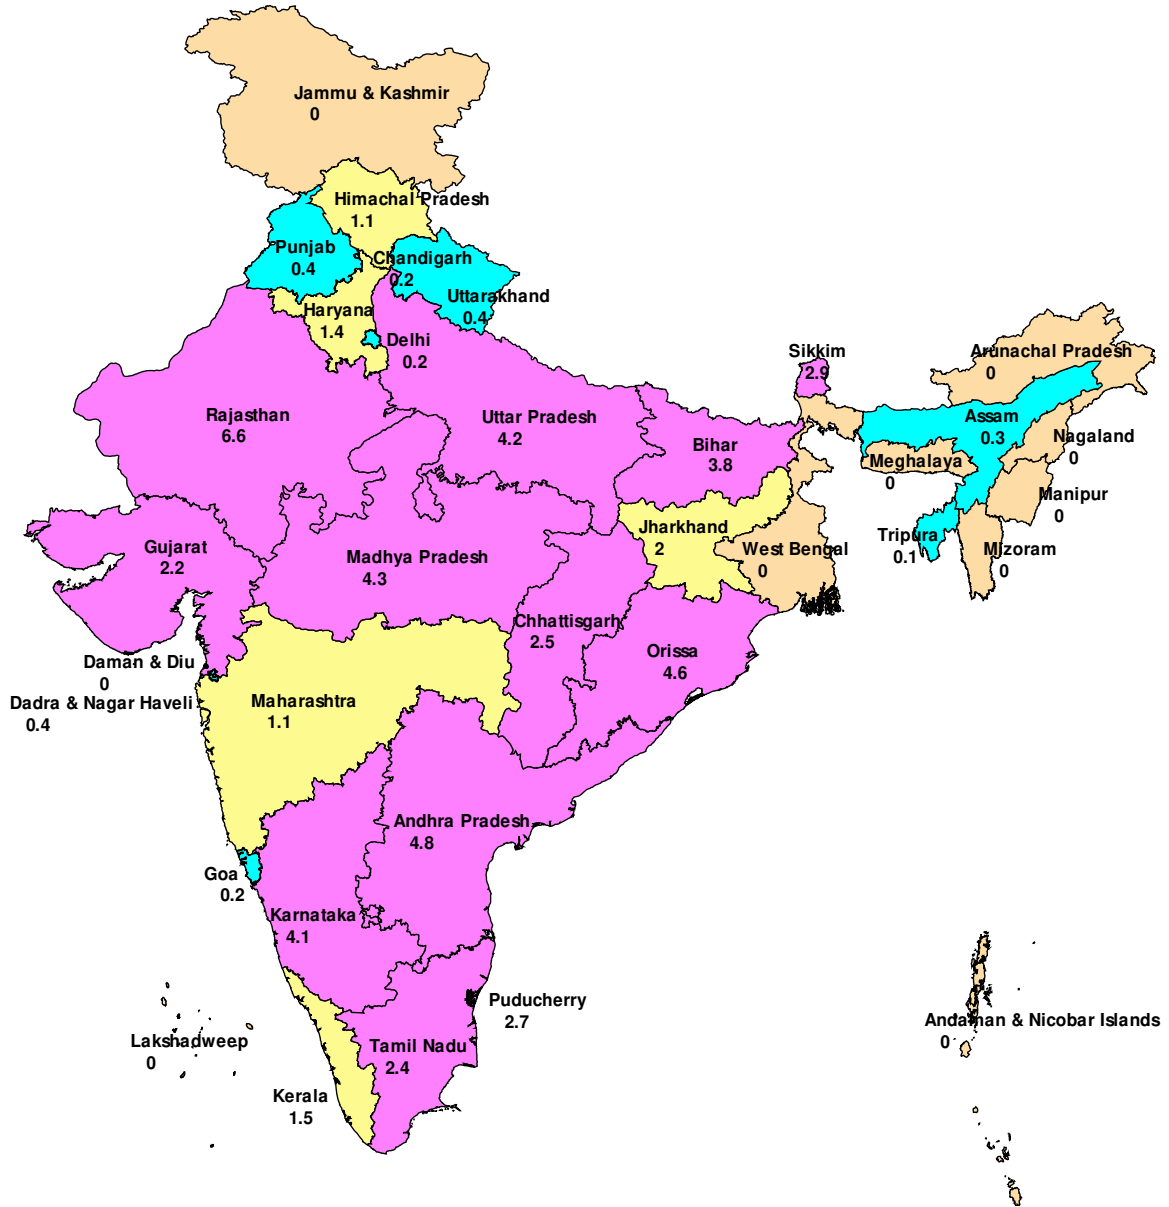 Jammu & Kashmir
0
Himachal Pradesh
1.1
Punjab
0.4
Chandigarh
0.2
Uttarakhand
0.4
Haryana
1.4
Delhi
0.2
Sikkim
2.9
Arunachal Pradesh
0
Rajasthan
6.6
Uttar Pradesh
4.2
Bihar
3.8
Assam
0.3
Nagaland
0
Meghalaya
0
Manipur
0
Tripura
0.1
Mizoram
0
Jharkhand
2
West Bengal
0
Gujarat
2.2
Madhya Pradesh
4.3
Chhattisgarh
2.5
Orissa
4.6
Daman & Diu
0
Dadra & Nagar Haveli
0.4
Maharashtra
1.1
Andhra Pradesh
4.8
Goa
0.2
Karnataka
4.1
Puducherry
2.7
Andaman & Nicobar Islands
0
Lakshadweep
0
Tamil Nadu
2.4
Kerala
1.5